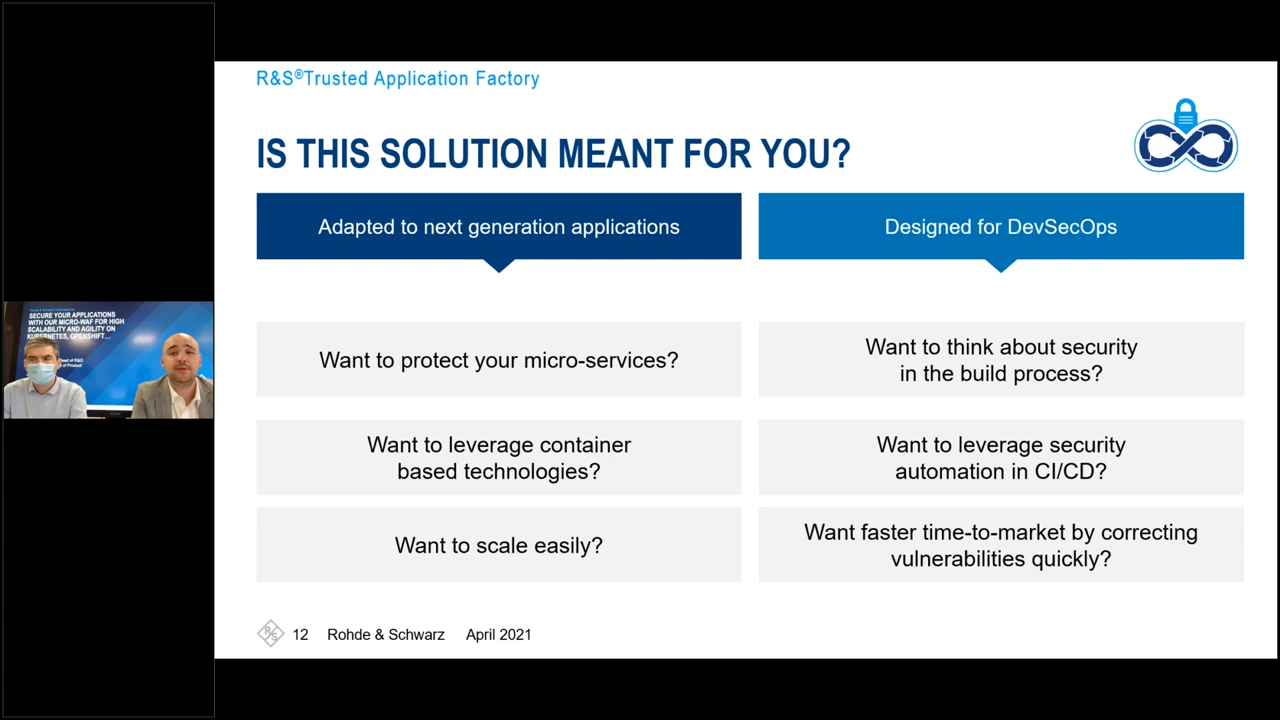 R&S®Trusted Application Factory
IS THIS SOLUTION MEANT FOR YOU?
Adapted to next generation applications
Designed for DevSecOps
Want to protect your micro-services?
Want to think about security
in the build process?
Want to leverage container
based technologies?
Want to leverage security
automation in CI/CD?
Want to scale easily?
Want faster time-to-market by correcting
vulnerabilities quickly?
R&S
12 Rohde & Schwarz April 2021
SECURE YOUR APPLICATIONS
WITH OUR MICRO-WAF FOR HIGH
SCALABILITY AND AGILITY ON
KUBERNETES, OPENSHIFT...
ead of R&D
of Product